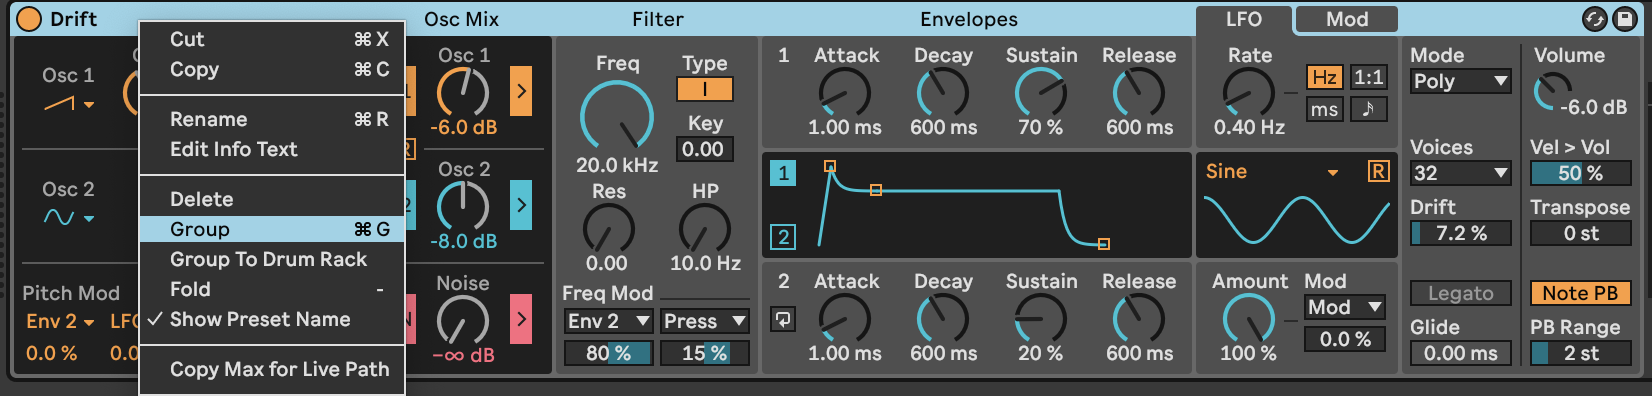 Drift
Osc Mix
Filter
Envelopes
LFO
Mod
Cut ⌘ X
Copy ⌘ C
Rename ⌘ R
Edit Info Text
Delete
Group ⌘ G
Group To Drum Rack
Fold -
✓ Show Preset Name
Copy Max for Live Path
Osc 1
Osc 2
Pitch Mod
Env 2
LFO
0.0 %
0.0
Osc 1
-6.0 dB
R
Osc 2
-8.0 dB
Noise
-∞ dB
Freq
20.0 kHz
Type
I
Key
0.00
Res
0.00
HP
10.0 Hz
Freq Mod
Env 2
Press
80 %
15 %
1
Attack
1.00 ms
Decay
600 ms
Sustain
70 %
Release
600 ms
1
2
2
Attack
1.00 ms
Decay
600 ms
Sustain
20 %
Release
600 ms
Rate
0.40 Hz
Hz
1:1
ms
Sine
R
Amount
100 %
Mod
Mod
0.0 %
Mode
Poly
Voices
32
Drift
7.2 %
Legato
Glide
0.00 ms
Volume
-6.0 dB
Vel > Vol
50 %
Transpose
0 st
Note PB
PB Range
2 st